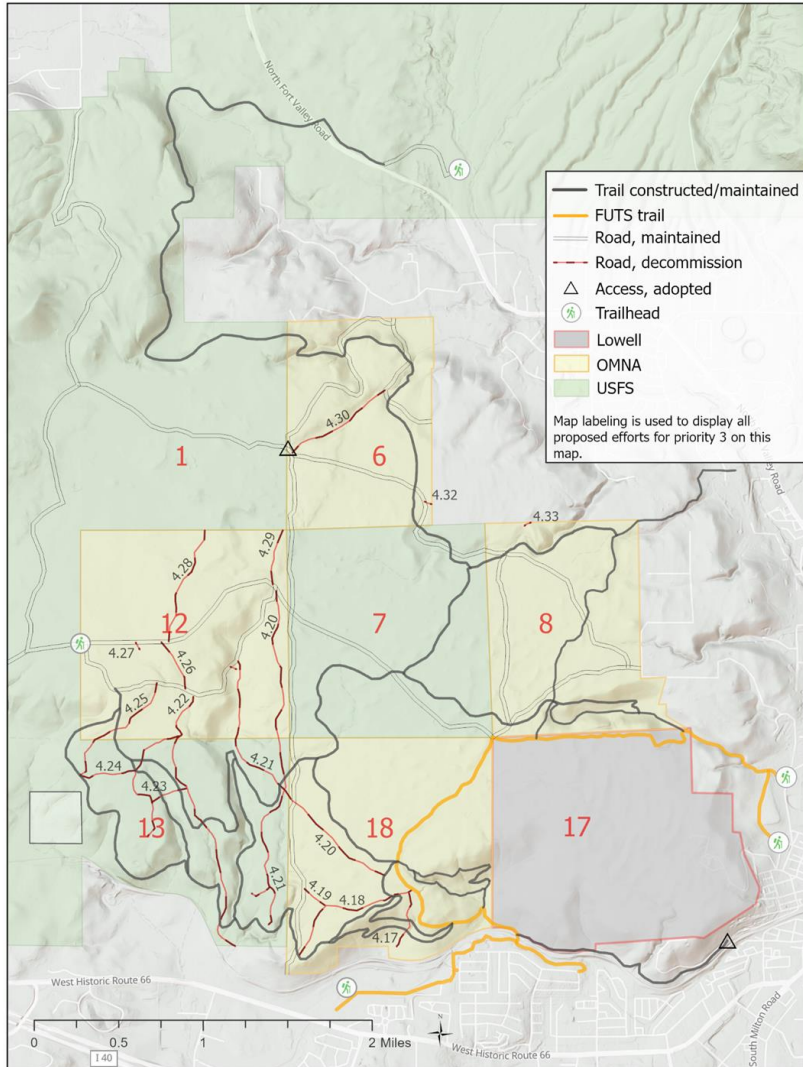 North Fort Valley Road
Trail constructed/maintained
FUTS trail
Road, maintained
Road, decommission
Access, adopted
Trailhead
Lowell
OMNA
USFS
Map labeling is used to display all
proposed efforts for priority 3 on this
map.
4.30
1
6
4.32
4.33
4.29
4.28
4.20
12
7
8
4.27
4.26
4.25
4.22
4.24
4.21
4.23
13
18
17
4.20
4.21
4.19
4.18
4.17
West Historic Route 66
South Milton Road
N
0
0.5
1
2 Miles
I 40
West Historic Route 66